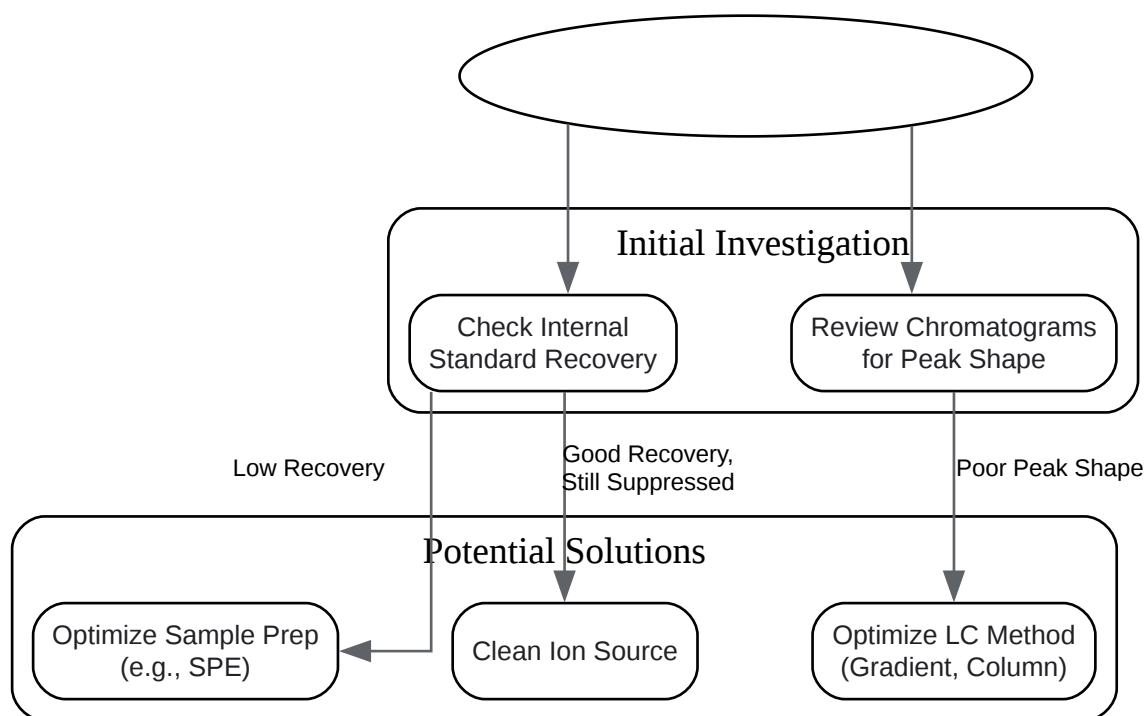 Initial Investigation
Check Internal
Standard Recovery
Review Chromatograms
for Peak Shape
Low Recovery
Good Recovery,
Still Suppressed
Poor Peak Shape
Potential Solutions
Optimize Sample Prep
(e.g., SPE)
Clean Ion Source
Optimize LC Method
(Gradient, Column)